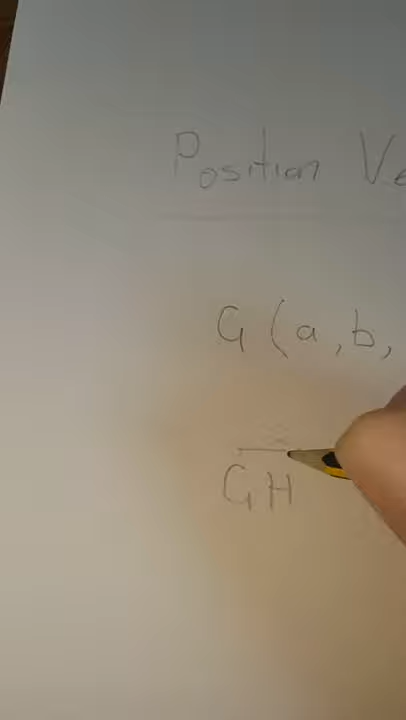 Position Ve
G (a, b,
GH